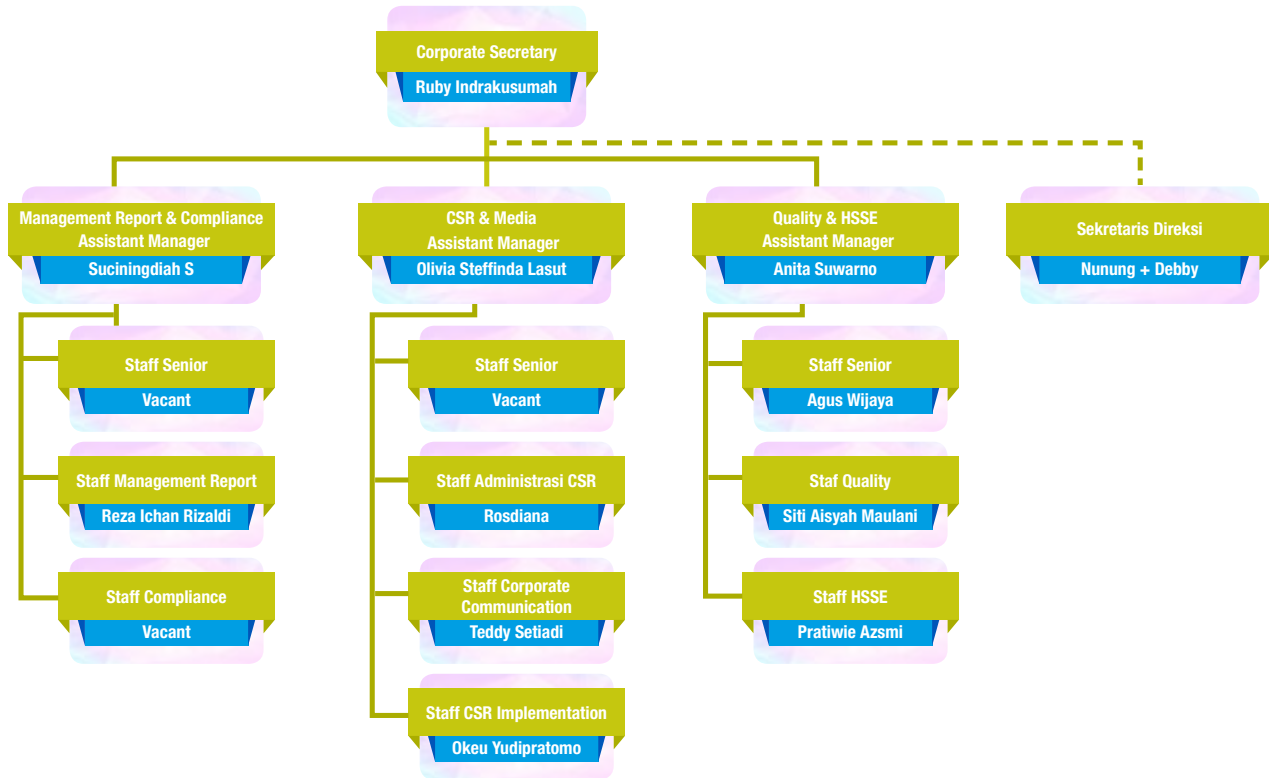 Corporate Secretary
Ruby Indrakusumah
Management Report & Compliance
Assistant Manager
Suciningdiah S
CSR & Media
Assistant Manager
Olivia Steffinda Lasut
Quality & HSSE
Assistant Manager
Anita Suwarno
Sekretaris Direksi
Nunung + Debby
Staff Senior
Vacant
Staff Management Report
Reza Ichan Rizaldi
Staff Compliance
Vacant
Staff Senior
Vacant
Staff Administrasi CSR
Rosdiana
Staff Corporate
Communication
Teddy Setiadi
Staff CSR Implementation
Okeu Yudipratomo
Staff Senior
Agus Wijaya
Staf Quality
Siti Aisyah Maulani
Staff HSSE
Pratiwie Azsmi